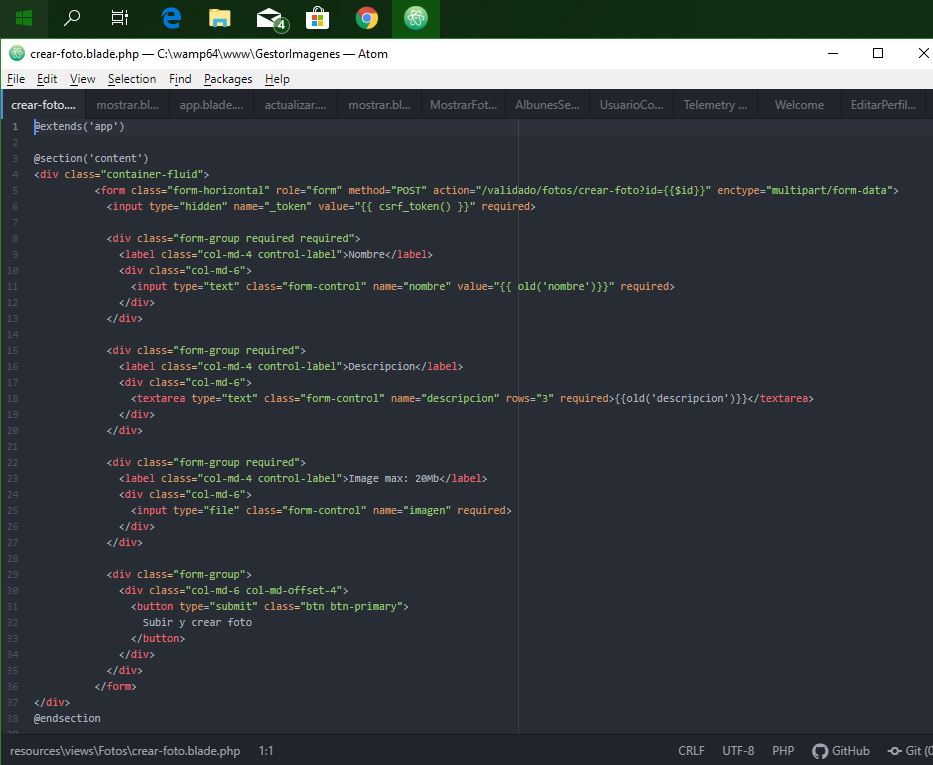 4
crear-foto.blade.php — C:\wamp64\www\GestorImagenes — Atom
File Edit View Selection Find Packages Help
crear-foto.... mostrar.bl... app.blade.... actualizar.... mostrar.bl... MostrarFot... AlbunesSe... UsuarioCo... Telemetry ... Welcome EditarPerfil...
1 @extends('app')
2
3 @section('content')
4 <div class="container-fluid">
5 <form class="form-horizontal" role="form" method="POST" action="/validado/fotos/crear-foto?id={{$id}}" enctype="multipart/form-data">
6 <input type="hidden" name="_token" value="{{ csrf_token() }}" required>
7
8 <div class="form-group required required">
9 <label class="col-md-4 control-label">Nombre</label>
10 <div class="col-md-6">
11 <input type="text" class="form-control" name="nombre" value="{{ old('nombre')}}" required>
12 </div>
13 </div>
14
15 <div class="form-group required">
16 <label class="col-md-4 control-label">Descripcion</label>
17 <div class="col-md-6">
18 <textarea type="text" class="form-control" name="descripcion" rows="3" required>{{old('descripcion')}}</textarea>
19 </div>
20 </div>
21
22 <div class="form-group required">
23 <label class="col-md-4 control-label">Image max: 20Mb</label>
24 <div class="col-md-6">
25 <input type="file" class="form-control" name="imagen" required>
26 </div>
27 </div>
28
29 <div class="form-group">
30 <div class="col-md-6 col-md-offset-4">
31 <button type="submit" class="btn btn-primary">
32 Subir y crear foto
33 </button>
34 </div>
35 </div>
36 </form>
37 </div>
38 @endsection
resources\views\Fotos\crear-foto.blade.php 1:1 CRLF UTF-8 PHP GitHub Git (0